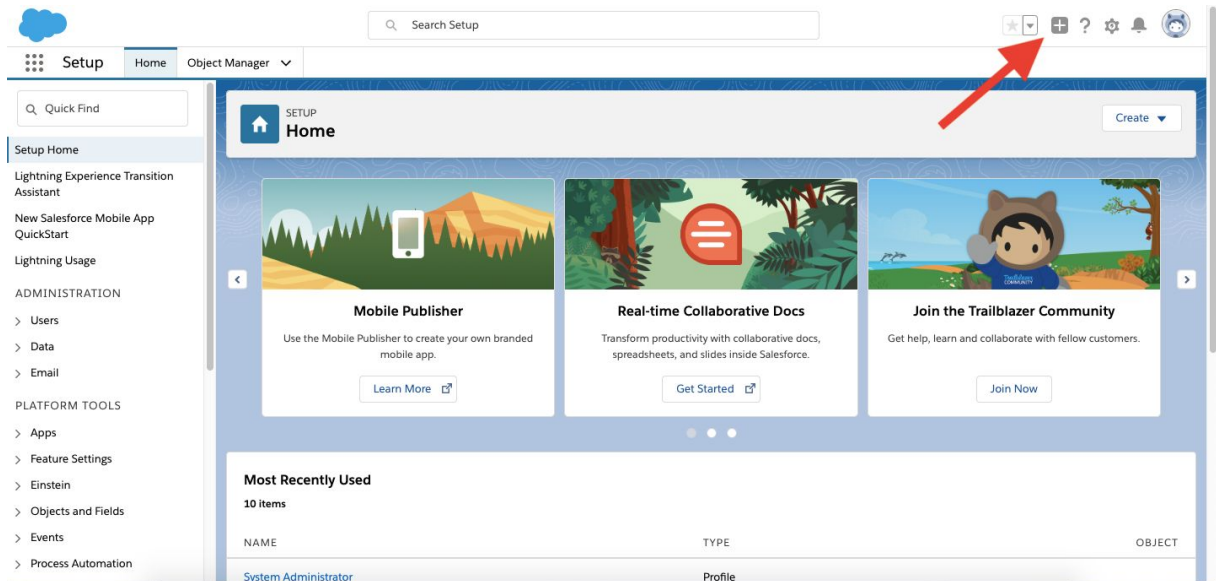 Search Setup
?
Setup
Home
Object Manager
Quick Find
Setup Home
Lightning Experience Transition
Assistant
New Salesforce Mobile App
QuickStart
Lightning Usage
ADMINISTRATION
Users
Data
Email
PLATFORM TOOLS
Apps
Feature Settings
Einstein
Objects and Fields
Events
Process Automation
SETUP
Home
Create
Mobile Publisher
Use the Mobile Publisher to create your own branded
mobile app.
Learn More
Real-time Collaborative Docs
Transform productivity with collaborative docs,
spreadsheets, and slides inside Salesforce.
Get Started
Trailblazer
COMMUNITY
Join the Trailblazer Community
Get help, learn and collaborate with fellow customers.
Join Now
Most Recently Used
10 items
NAME
TYPE
OBJECT
System Administrator
Profile